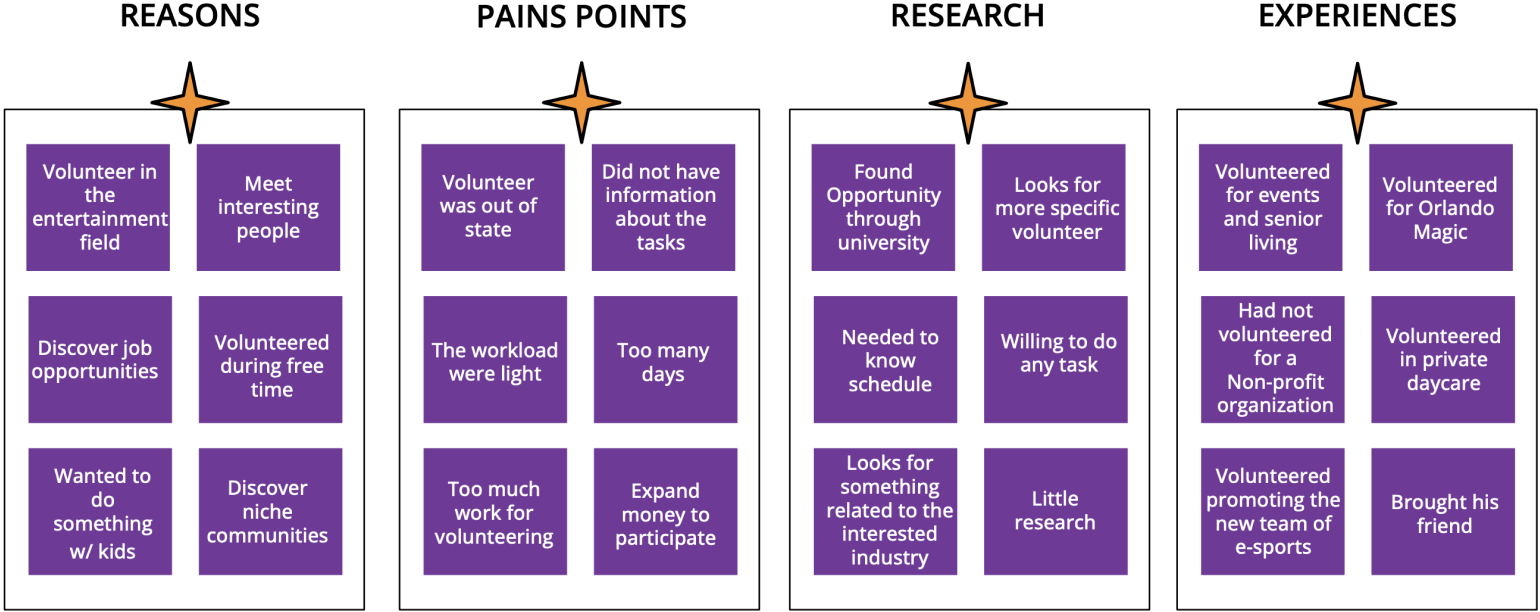 REASONS
Volunteer in
the
entertainment
field
Meet
interesting
people
Discover job
opportunities
Volunteered
during free
time
Wanted to
do
something
w/ kids
Discover
niche
communities
PAINS POINTS
Volunteer
was out of
state
Did not have
information
about the
tasks
The workload
were light
Too many
days
Too much
work for
volunteering
Expand
money to
participate
RESEARCH
Found
Opportunity
through
university
Looks for
more specific
volunteer
Needed to
know
schedule
Willing to do
any task
Looks for
something
related to the
interested
industry
Little
research
EXPERIENCES
Volunteered
for events
and senior
living
Volunteered
for Orlando
Magic
Had not
volunteered
for a
Non-profit
organization
Volunteered
in private
daycare
Volunteered
promoting the
new team of
e-sports
Brought his
friend